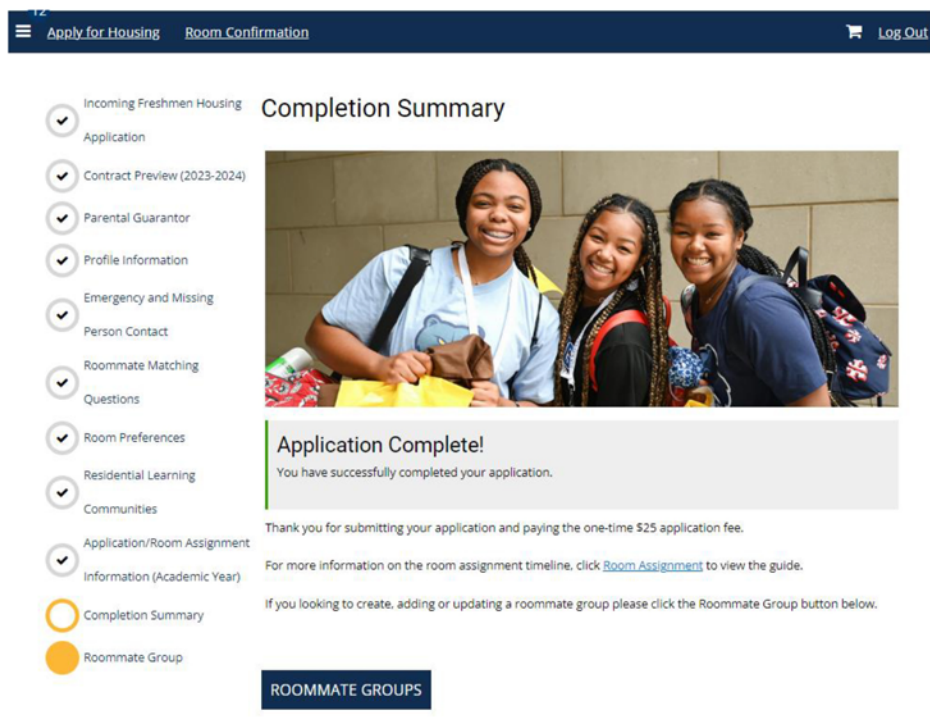 12
Apply for Housing
Room Confirmation
Log Out
Incoming Freshmen Housing
Application
Contract Preview (2023-2024)
Parental Guarantor
Profile Information
Emergency and Missing
Person Contact
Roommate Matching
Questions
Room Preferences
Residential Learning
Communities
Application/Room Assignment
Information (Academic Year)
Completion Summary
Roommate Group
Completion Summary
Application Complete!
You have successfully completed your application.
Thank you for submitting your application and paying the one-time $25 application fee.
For more information on the room assignment timeline, click Room Assignment to view the guide.
If you looking to create, adding or updating a roommate group please click the Roommate Group button below.
ROOMMATE GROUPS